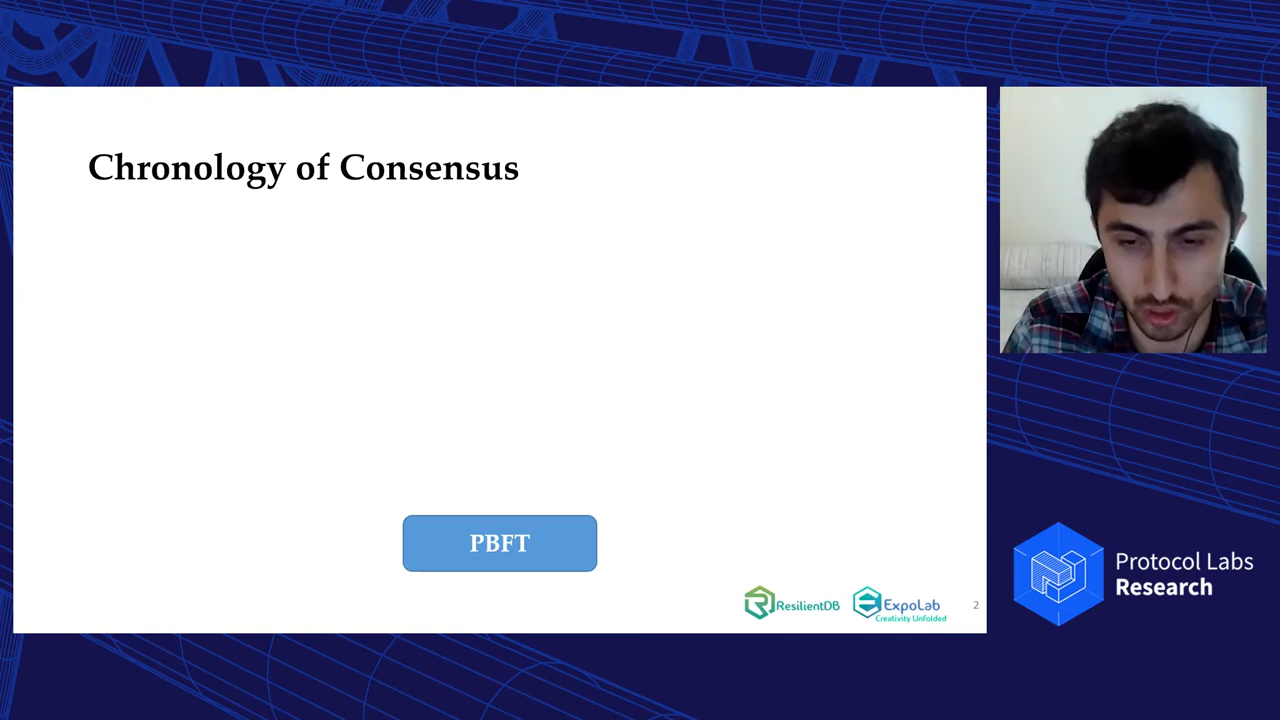 Chronology of Consensus
PBFT
ResilientDB
ExpoLab
Creativity Unfolded
2
Protocol Labs
Research